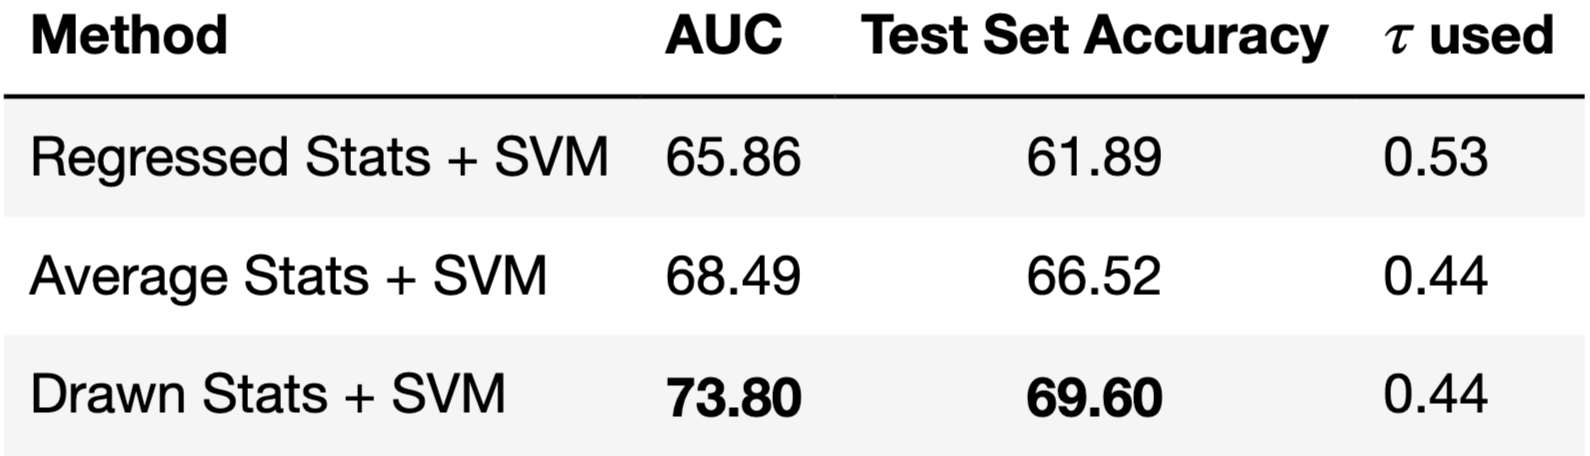 Method AUC Test Set Accuracy τ used
Regressed Stats + SVM 65.86 61.89 0.53
Average Stats + SVM 68.49 66.52 0.44
Drawn Stats + SVM 73.80 69.60 0.44